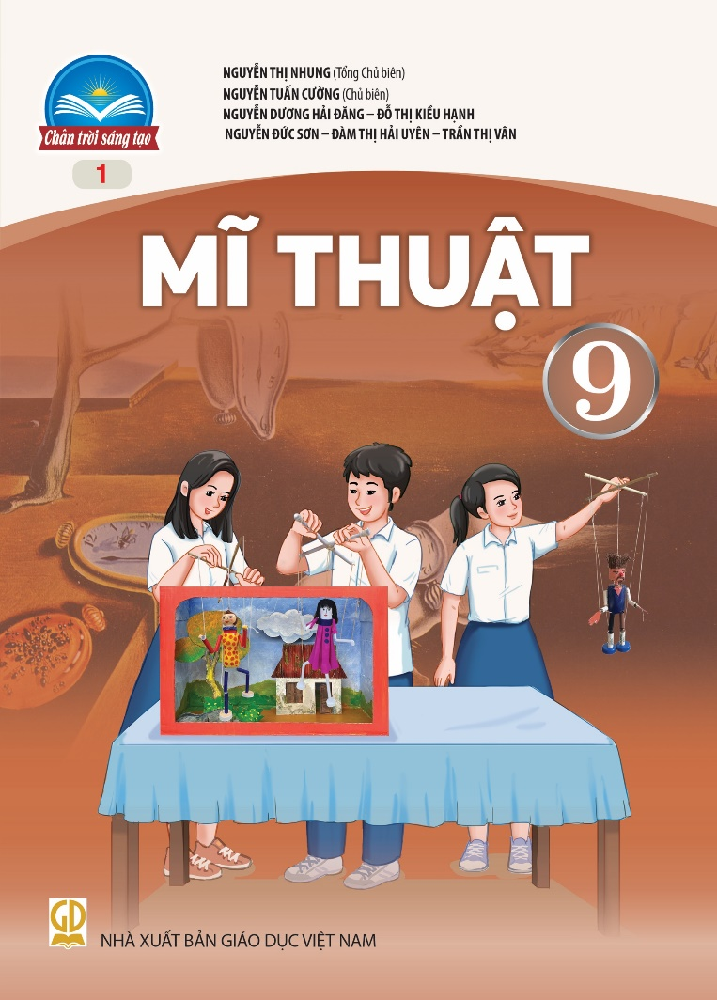 NGUYỄN THỊ NHUNG (Tổng Chủ biên)
NGUYỄN TUẤN CƯỜNG (Chủ biên)
NGUYỄN DƯƠNG HẢI ĐĂNG – ĐỖ THỊ KIỀU HẠNH
NGUYỄN ĐỨC SƠN – ĐÀM THỊ HẢI UYÊN – TRẦN THỊ VÂN
Chân trời sáng tạo
1
MĨ THUẬT
9
GD
NHÀ XUẤT BẢN GIÁO DỤC VIỆT NAM